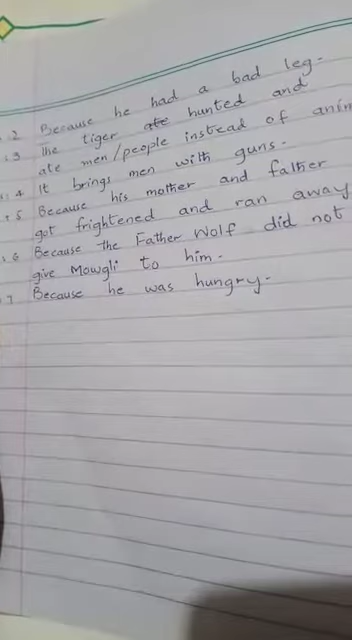 2 Because he had a bad leg.
3 the tiger ate hunted and
ate men/people instead of anim
4 It brings men with guns.
5 Because his mother and father
got frightened and ran away
6 Because the Father Wolf did not
give Mowgli to him.
7 Because he was hungry.